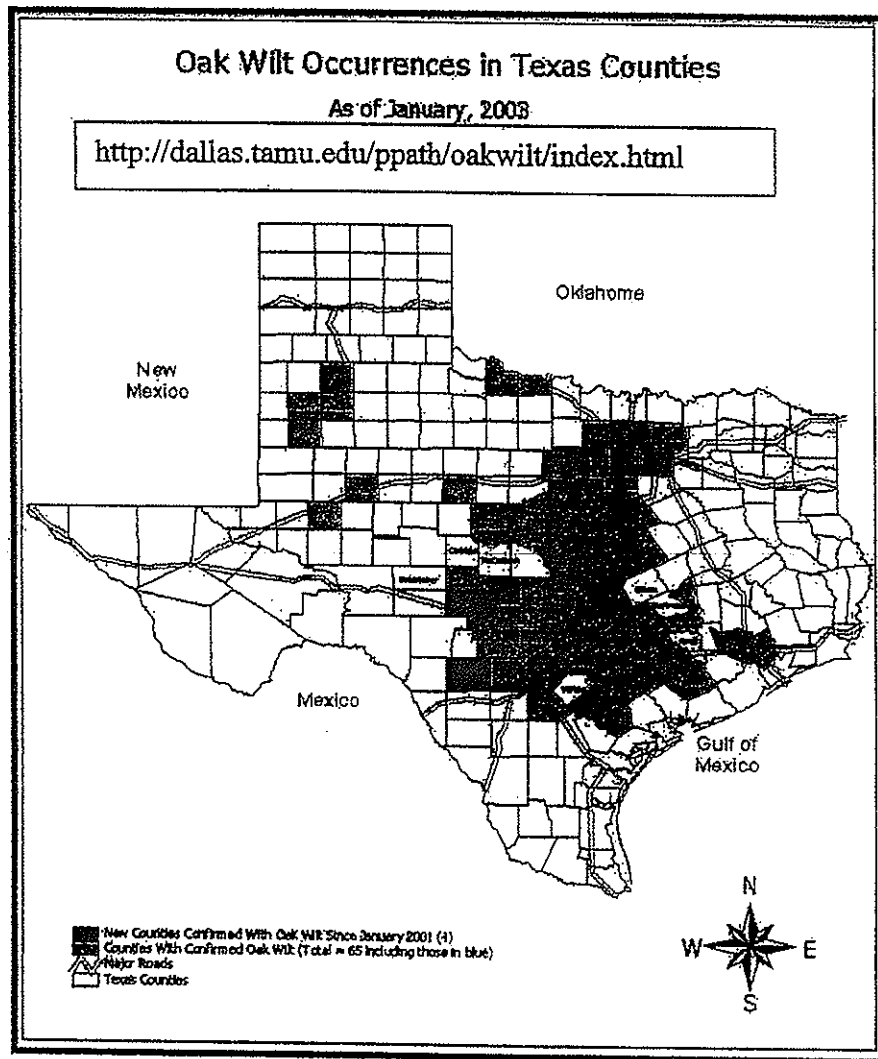 Oak Wilt Occurrences in Texas Counties
As of January, 2003
http://dallas.tamu.edu/ppath/oakwilt/index.html
Oklahoma
New
Mexico
Mexico
Gulf of
Mexico
N
W E
S
New Counties Confirmed With Oak Wilt Since January 2001 (4)
Counties With Confirmed Oak Wilt (Total = 65 including those in blue)
Major Roads
Texas Counties